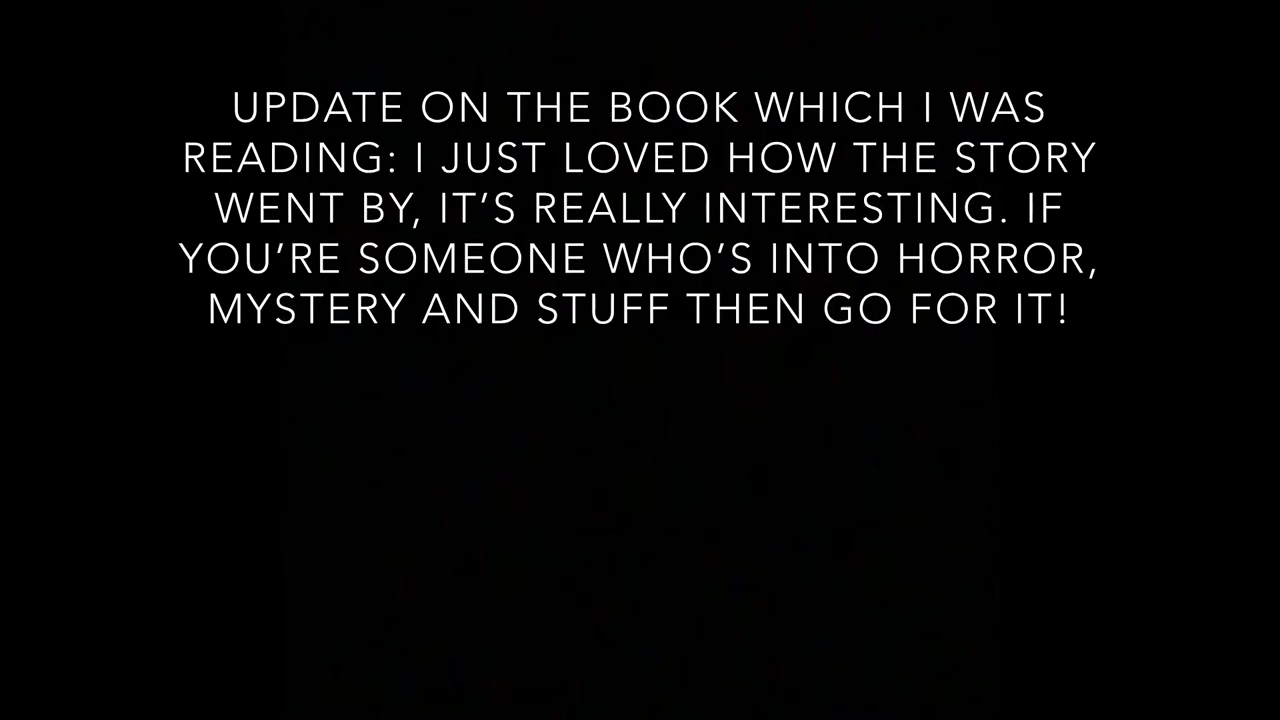 UPDATE ON THE BOOK WHICH I WAS
READING: I JUST LOVED HOW THE STORY
WENT BY, IT’S REALLY INTERESTING. IF
YOU’RE SOMEONE WHO’S INTO HORROR,
MYSTERY AND STUFF THEN GO FOR IT!